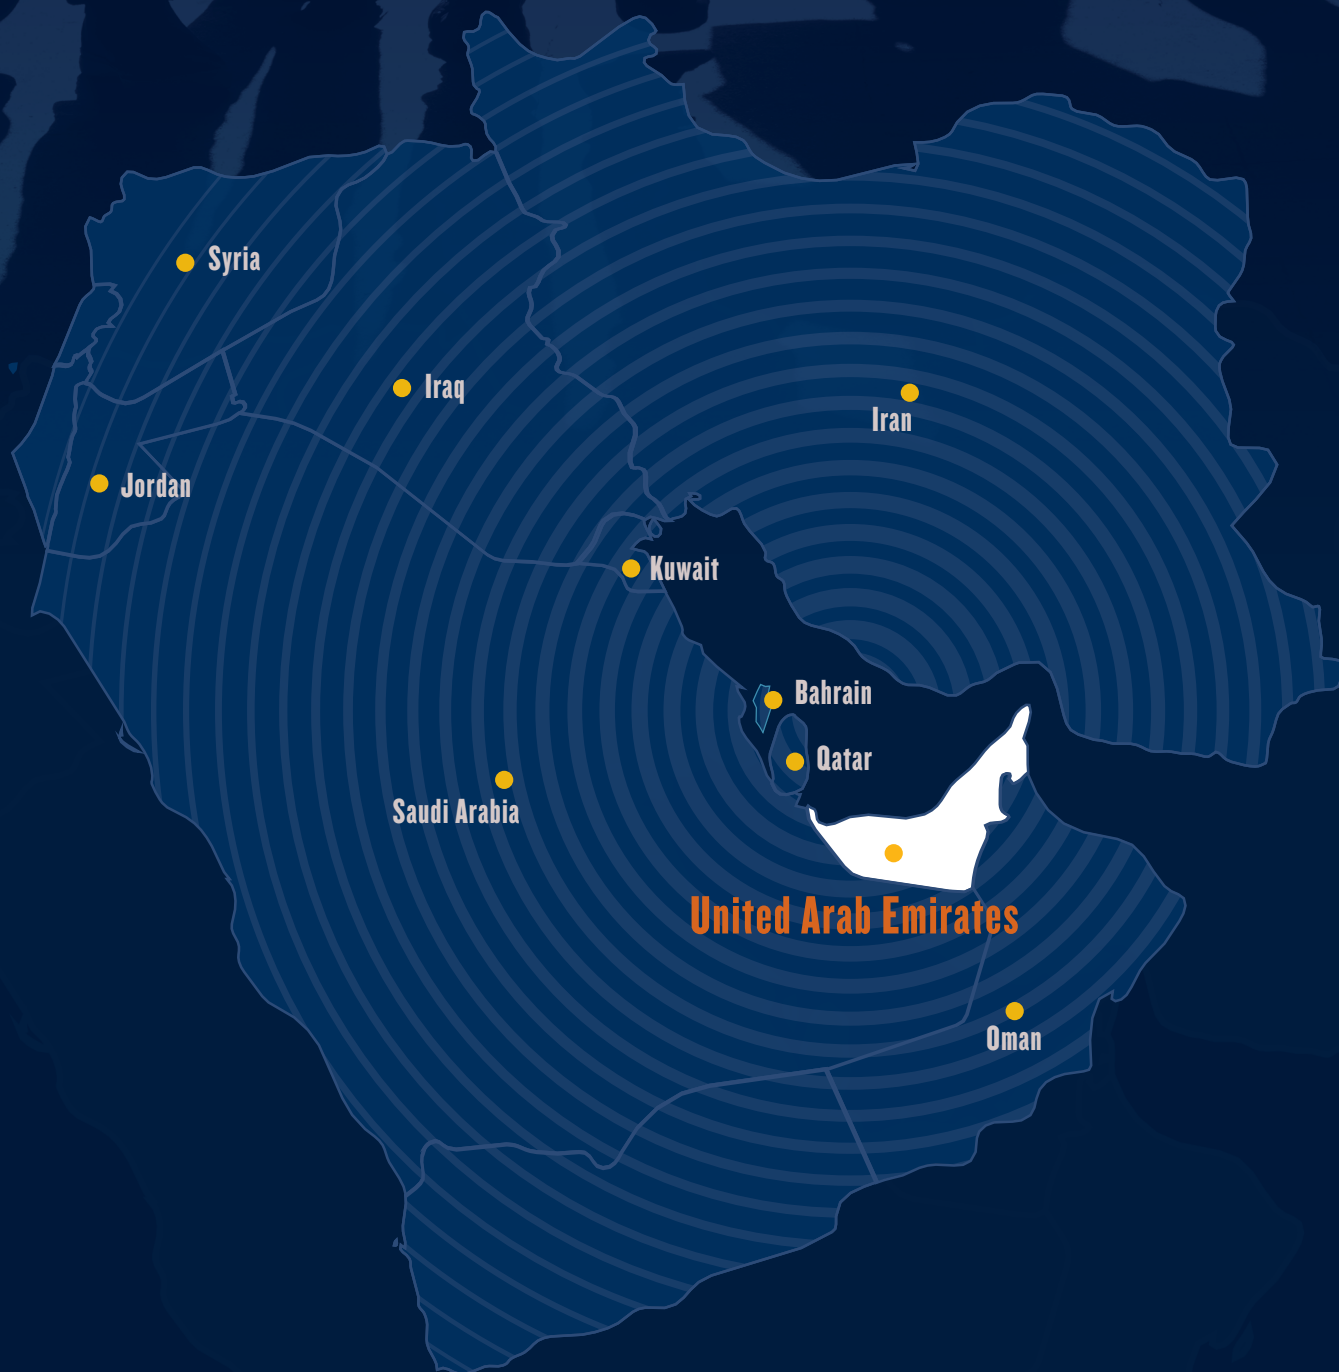 Syria
Iraq
Iran
Jordan
Kuwait
Bahrain
Qatar
Saudi Arabia
United Arab Emirates
Oman